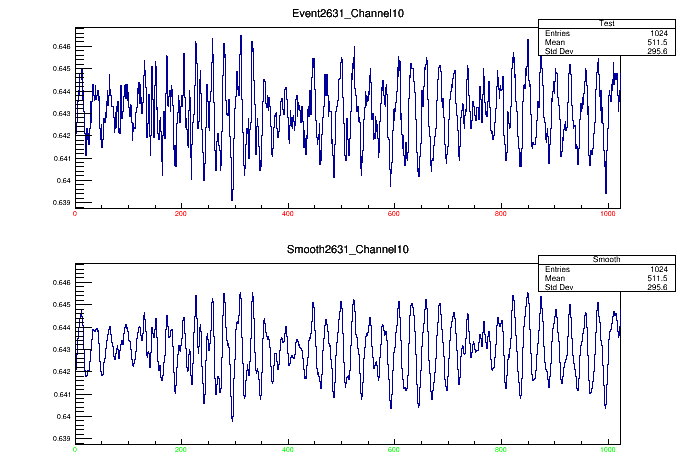 Event2631_Channel10
Test
Entries 1024
Mean 511.5
Std Dev 295.6
0.646
0.645
0.644
0.643
0.642
0.641
0.64
0.639
0 200 400 600 800 1000
Smooth2631_Channel10
Smooth
Entries 1024
Mean 511.5
Std Dev 295.6
0.646
0.645
0.644
0.643
0.642
0.641
0.64
0.639
0 200 400 600 800 1000